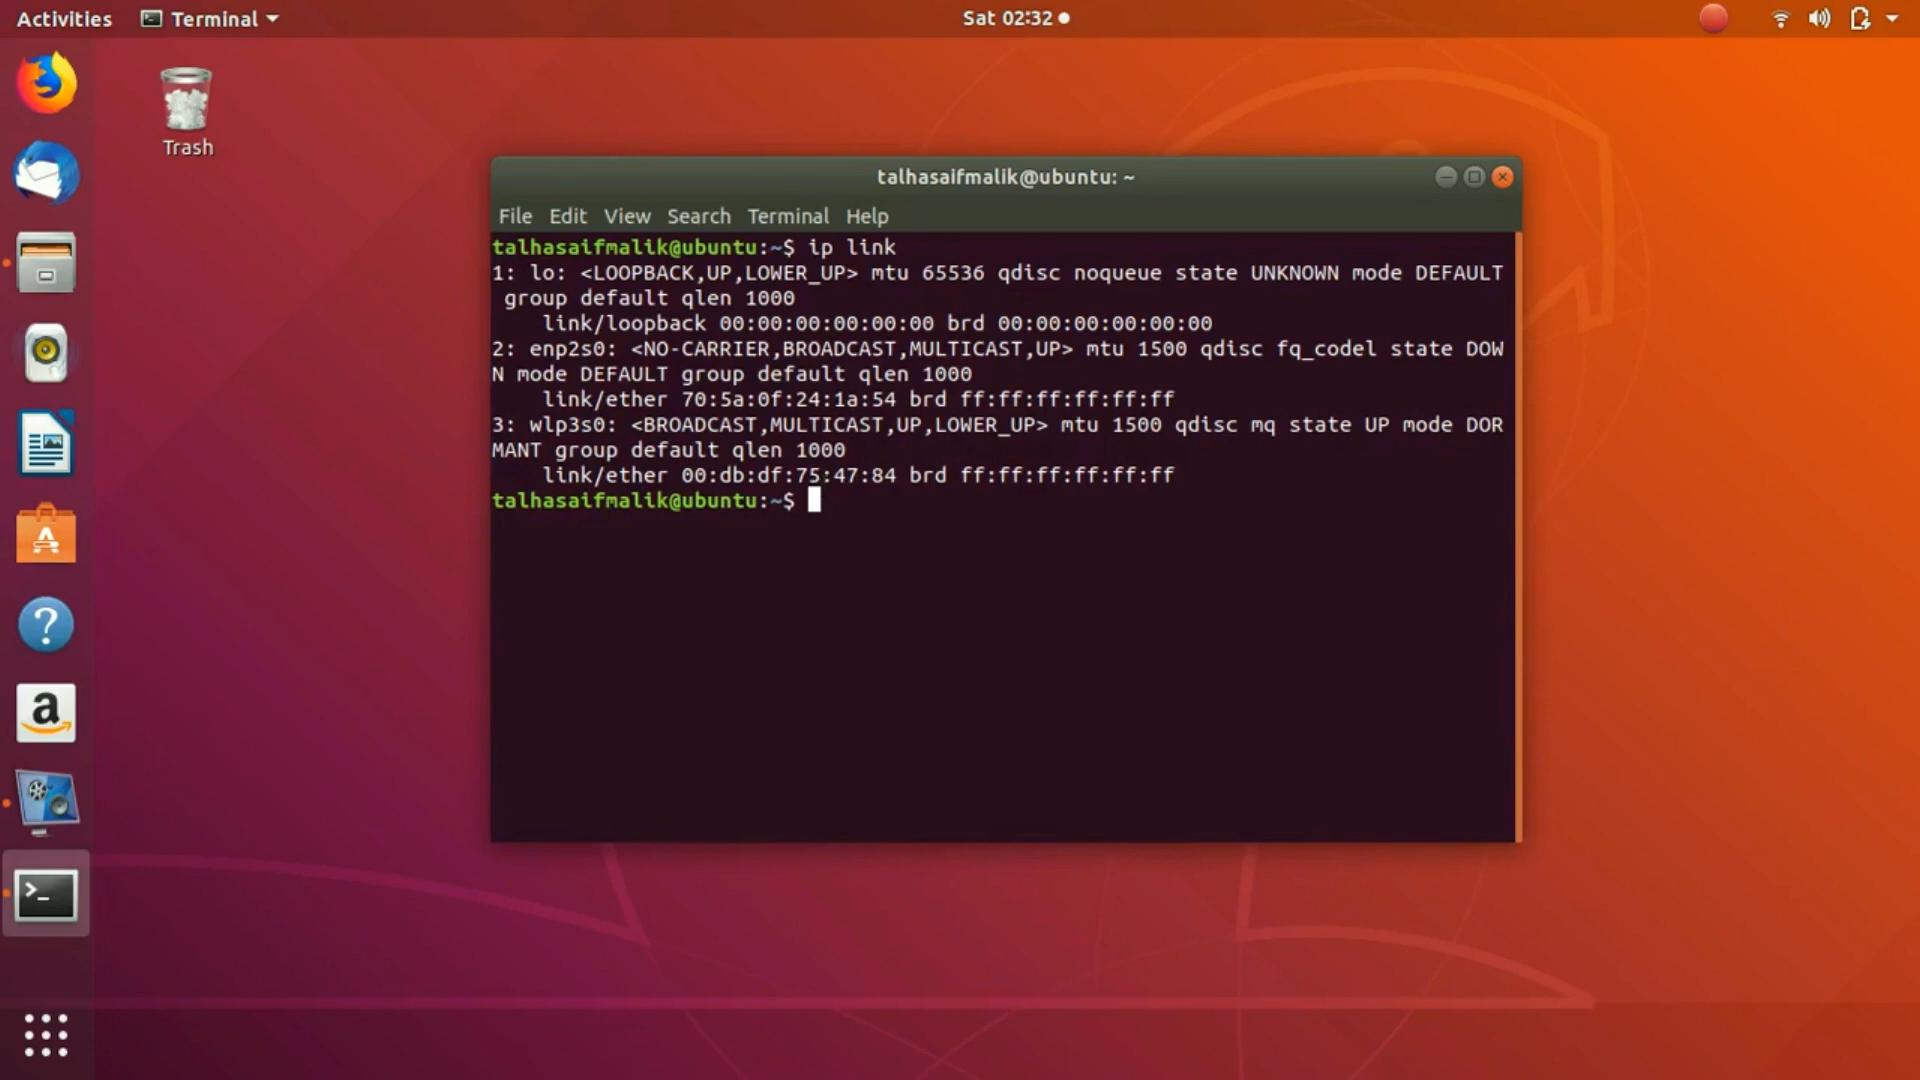 Activities Terminal Sat 02:32
Trash
talhasaifmalik@ubuntu: ~
File Edit View Search Terminal Help
talhasaifmalik@ubuntu:~$ ip link
1: lo: <LOOPBACK,UP,LOWER_UP> mtu 65536 qdisc noqueue state UNKNOWN mode DEFAULT
 group default qlen 1000
    link/loopback 00:00:00:00:00:00 brd 00:00:00:00:00:00
2: enp2s0: <NO-CARRIER,BROADCAST,MULTICAST,UP> mtu 1500 qdisc fq_codel state DOW
N mode DEFAULT group default qlen 1000
    link/ether 70:5a:0f:24:1a:54 brd ff:ff:ff:ff:ff:ff
3: wlp3s0: <BROADCAST,MULTICAST,UP,LOWER_UP> mtu 1500 qdisc mq state UP mode DOR
MANT group default qlen 1000
    link/ether 00:db:df:75:47:84 brd ff:ff:ff:ff:ff:ff
talhasaifmalik@ubuntu:~$